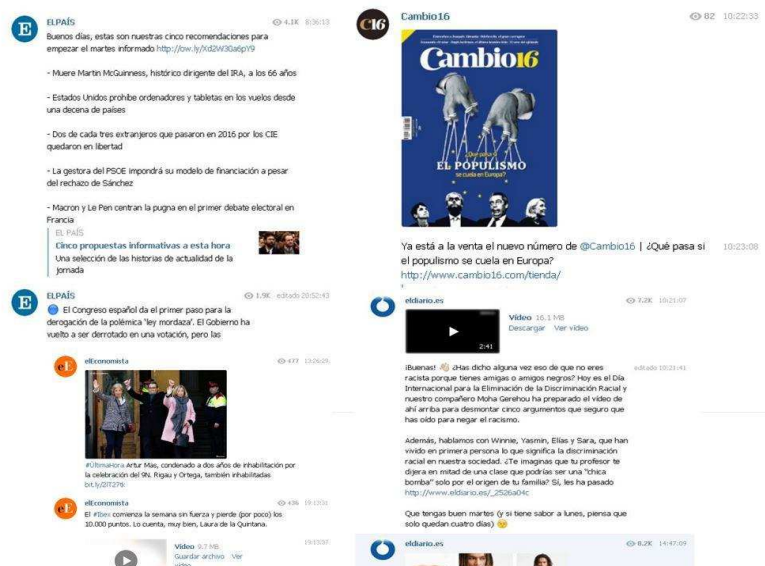 ELPAÍS 4.1K 8:36:13
Buenos días, estas son nuestras cinco recomendaciones para
empezar el martes informado http://ow.ly/Xd2W30a6pY9
- Muere Martin McGuinness, histórico dirigente del IRA, a los 66 años
- Estados Unidos prohíbe ordenadores y tabletas en los vuelos desde
una decena de países
- Dos de cada tres extranjeros que pasaron en 2016 por los CIE
quedaron en libertad
- La gestora del PSOE impondrá su modelo de financiación a pesar
del rechazo de Sánchez
- Macron y Le Pen centran la pugna en el primer debate electoral en
Francia
EL PAÍS
Cinco propuestas informativas a esta hora
Una selección de las historias de actualidad de la
jornada
ELPAÍS 1.9K editado 20:52:43
El Congreso español da el primer paso para la
derogación de la polémica 'ley mordaza'. El Gobierno ha
vuelto a ser derrotado en una votación, pero las
elEconomista 477
#ÚltimaHora Artur Mas, condenado a dos años de inhabilitación por
la celebración del 9N. Rigau y Ortega, también inhabilitadas
bit.ly/2IT276
elEconomista 436
El #Ibex comienza la semana sin fuerza y pierde (por poco) los
10.000 puntos. Lo cuenta, muy bien, Laura de la Quintana.
Vídeo 9.7 MB
Guardar archivo Ver
vídeo
C16
Cambio16 82 10:22:33
Cambio16
¿Qué pasa si
EL POPULISMO
se cuela en Europa?
Ya está a la venta el nuevo número de @Cambio16 | ¿Qué pasa si 10:23:08
el populismo se cuela en Europa?
http://www.cambio16.com/tienda/
eldiario.es 7.2K 10:21:07
Vídeo 16.1 MB
Descargar Ver vídeo
2:41
¡Buenas! ¿Has dicho alguna vez eso de que no eres editado 10:21:41
racista porque tienes amigas o amigos negros? Hoy es el Día
Internacional para la Eliminación de la Discriminación Racial y
nuestro compañero Moha Gerehou ha preparado el vídeo de
ahí arriba para desmontar cinco argumentos que seguro que
has oído para negar el racismo.
Además, hablamos con Winnie, Yasmin, Elías y Sara, que han
vivido en primera persona lo que significa la discriminación
racial en nuestra sociedad. ¿Te imaginas que tu profesor te
dijera en mitad de una clase que podrías ser una "chica
bomba" solo por el origen de tu familia? Sí, les ha pasado
http://www.eldiario.es/_2526a04c
Que tengas buen martes (y si tiene sabor a lunes, piensa que
solo quedan cuatro días)
eldiario.es 8.2K 14:47:09